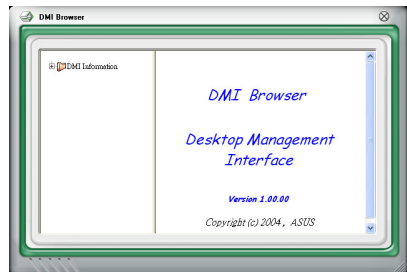 DMI Browser
DMI Information
DMI Browser
Desktop Management
Interface
Version 1.00.00
Copyright (c) 2004, ASUS